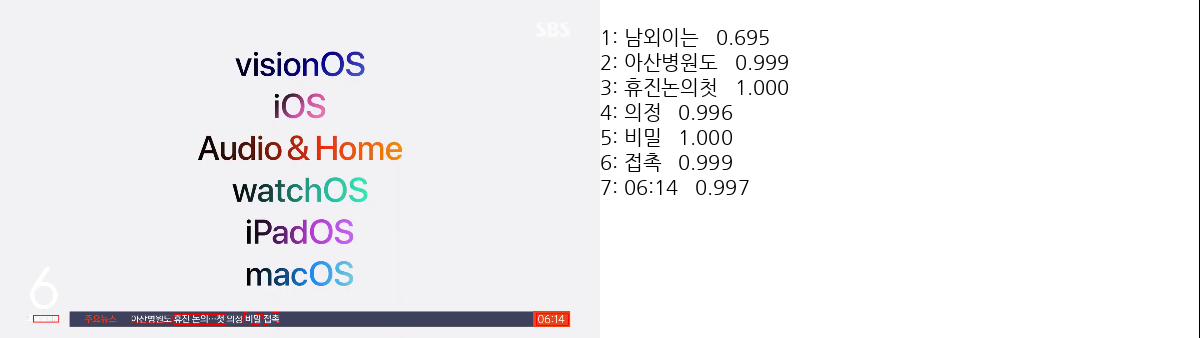 SBS
visionOS
iOS
Audio & Home
watchOS
iPadOS
macOS
6
주요뉴스 아산병원도 휴진 논의…첫 의정 비밀 접촉 06:14
1: 남외이는 0.695
2: 아산병원도 0.999
3: 휴진논의첫 1.000
4: 의정 0.996
5: 비밀 1.000
6: 접촉 0.999
7: 06:14 0.997